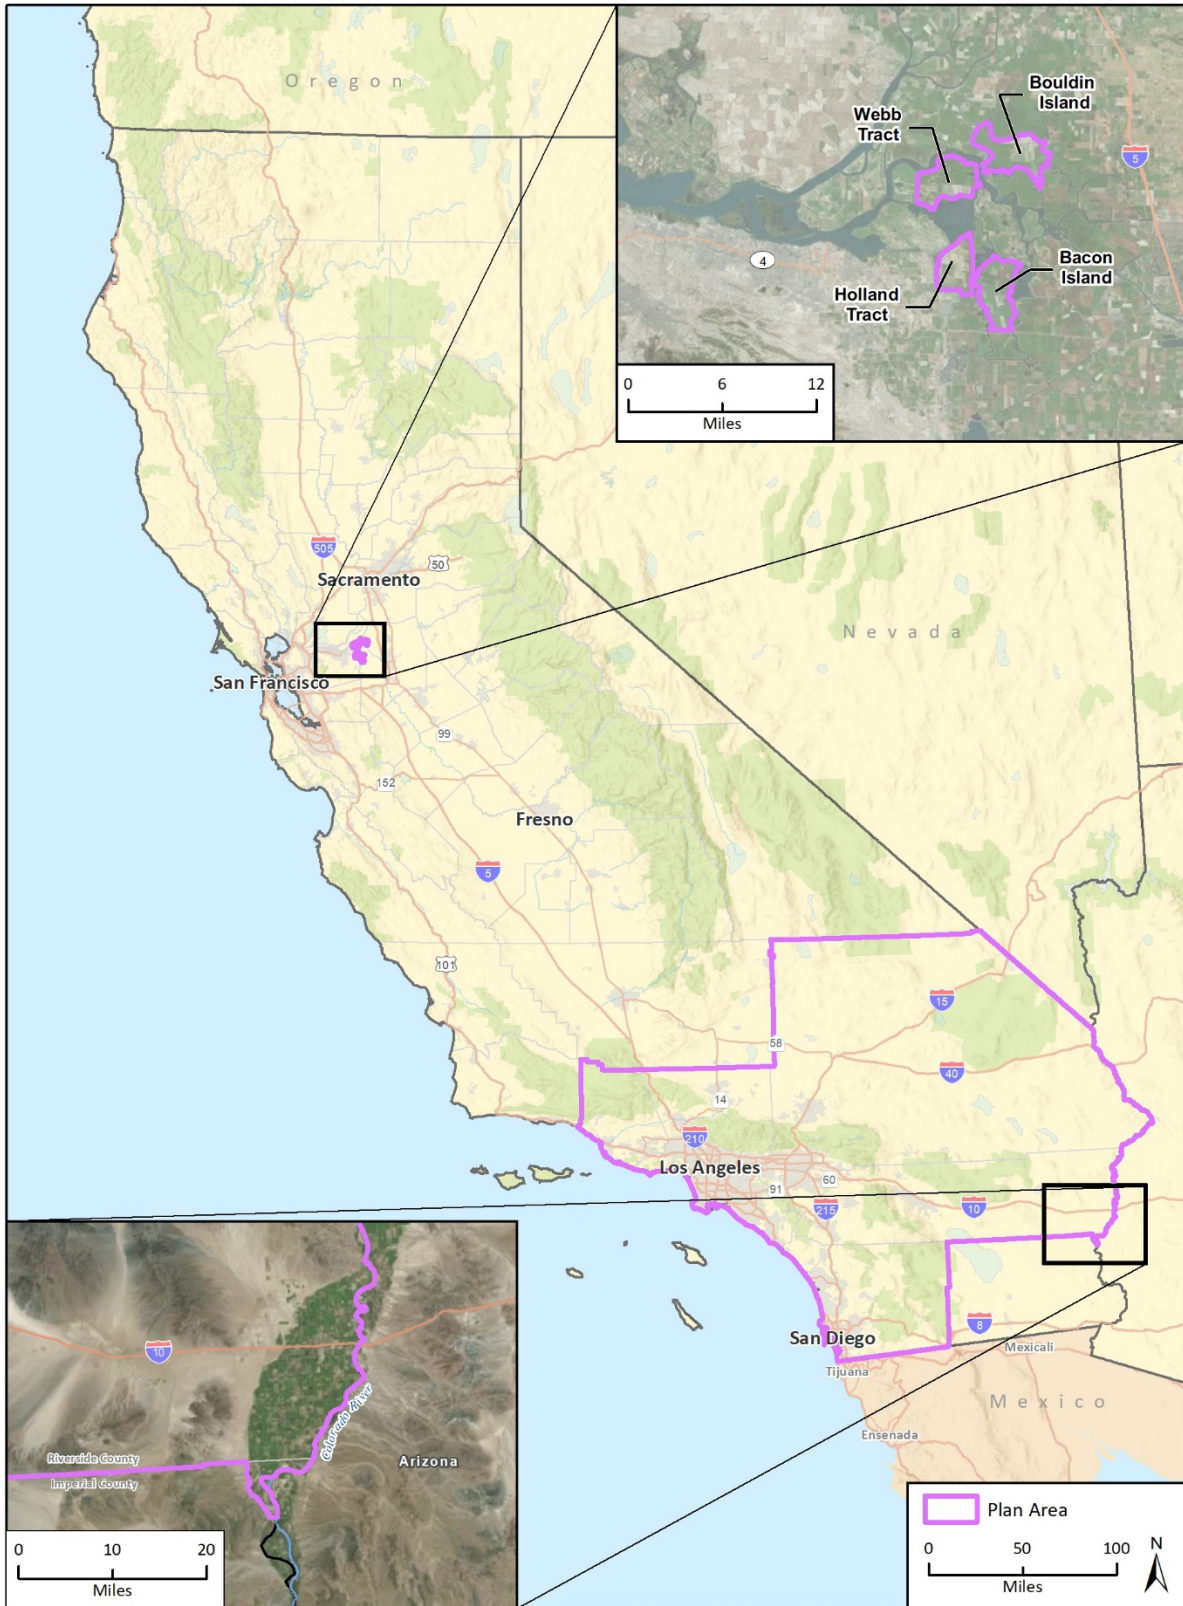 Oregon
Bouldin
Island
Webb
Tract
5
4
Bacon
Island
Holland
Tract
0 6 12
Miles
505
50
Sacramento
Nevada
San Francisco
99
152
Fresno
5
101
15
58
40
14
210
Los Angeles
60
91
215
10
8
San Diego
Mexicali
Tijuana
Mexico
Ensenada
10
Colorado River
Riverside County
Imperial County
Arizona
0 10 20
Miles
Plan Area
0 50 100
Miles
N